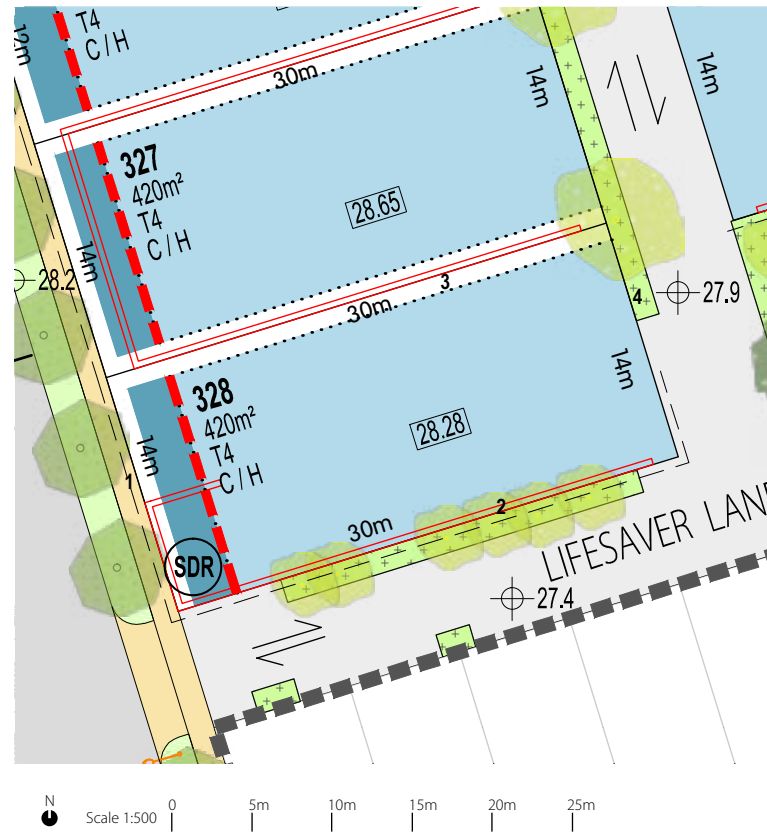 T4
C / H
12m
30m
14m
14m
327
420m²
T4
C / H
28.65
14m
28.2
3
30m
4
27.9
328
420m²
T4
C / H
28.28
14m
14m
1
2
30m
SDR
LIFESAVER LANE
27.4
N
Scale 1:500
0
5m
10m
15m
20m
25m